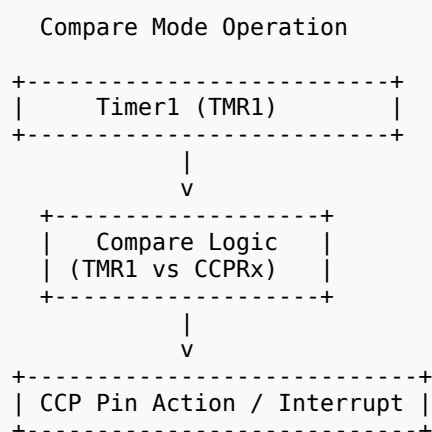 Compare Mode Operation
Timer1 (TMR1)
|
v
Compare Logic
(TMR1 vs CCPRx)
|
v
CCP Pin Action / Interrupt